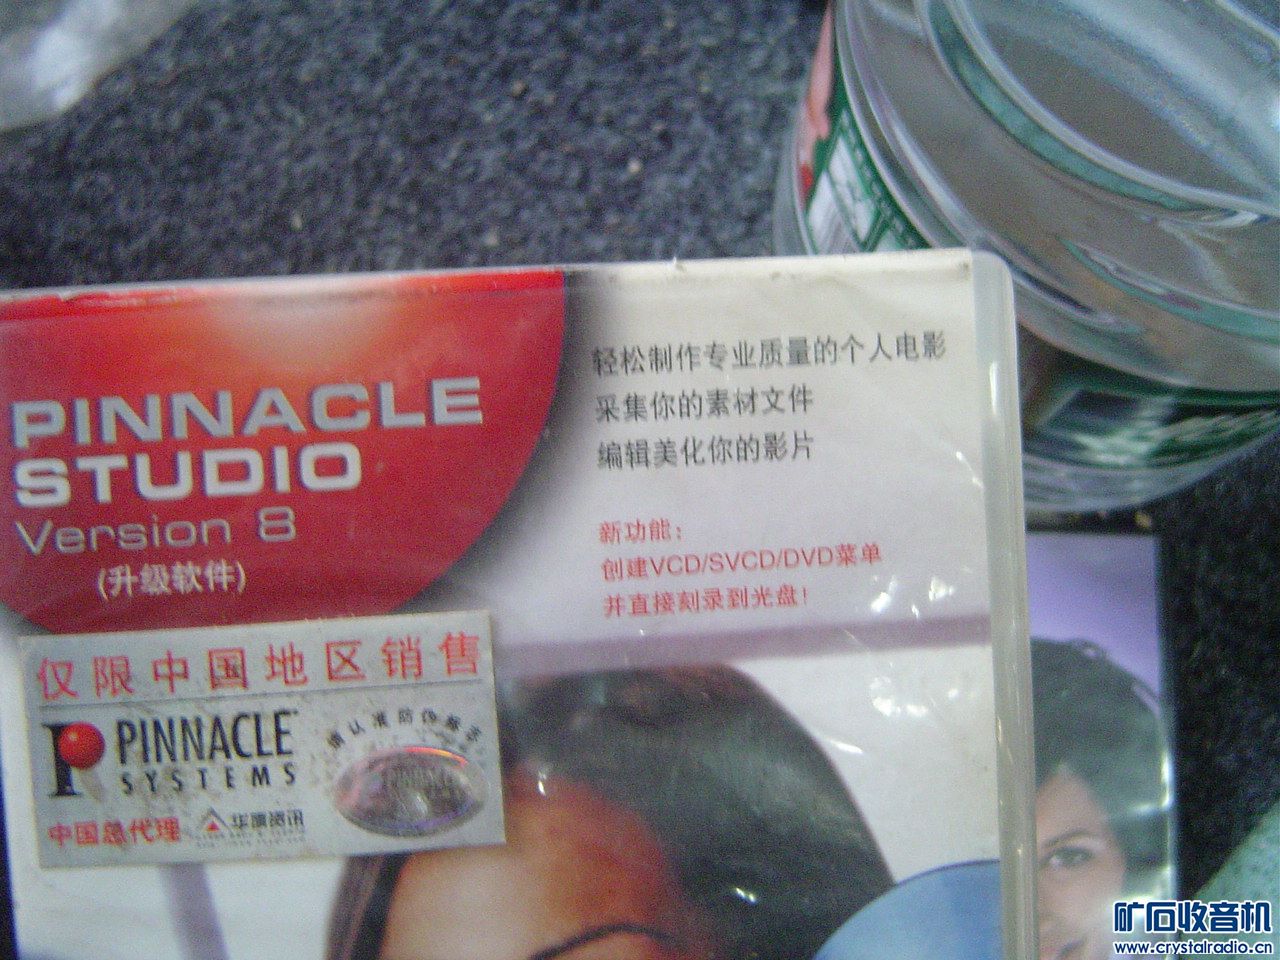 PINNACLE
STUDIO
Version 8
(升级软件)
轻松制作专业质量的个人电影
采集你的素材文件
编辑美化你的影片
新功能：
创建VCD/SVCD/DVD菜单
并直接刻录到光盘！
仅限中国地区销售
PINNACLE
SYSTEMS
中国总代理
矿石收音机
www.crystalradio.cn